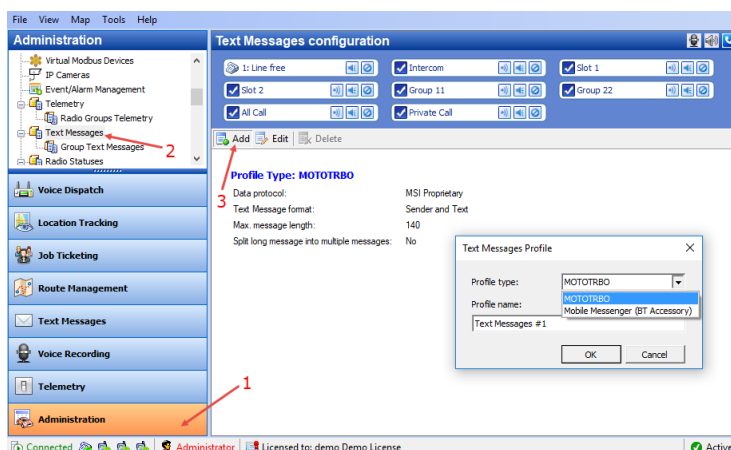 File View Map Tools Help
Administration
Text Messages configuration
Virtual Modbus Devices
IP Cameras
Event/Alarm Management
Telemetry
Radio Groups Telemetry
Text Messages
Group Text Messages
Radio Statuses
2
1: Line free
Intercom
Slot 1
Slot 2
Group 11
Group 22
All Call
Private Call
Add Edit Delete
3
Profile Type: MOTOTRBO
Data protocol: MSI Proprietary
Text Message format: Sender and Text
Max. message length: 140
Split long message into multiple messages: No
Text Messages Profile
Profile type: MOTOTRBO
MOTOTRBO
Mobile Messenger (BT Accessory)
Profile name:
Text Messages #1
OK Cancel
Voice Dispatch
Location Tracking
Job Ticketing
Route Management
Text Messages
Voice Recording
Telemetry
Administration
1
Connected Administrator Licensed to: demo Demo License Active